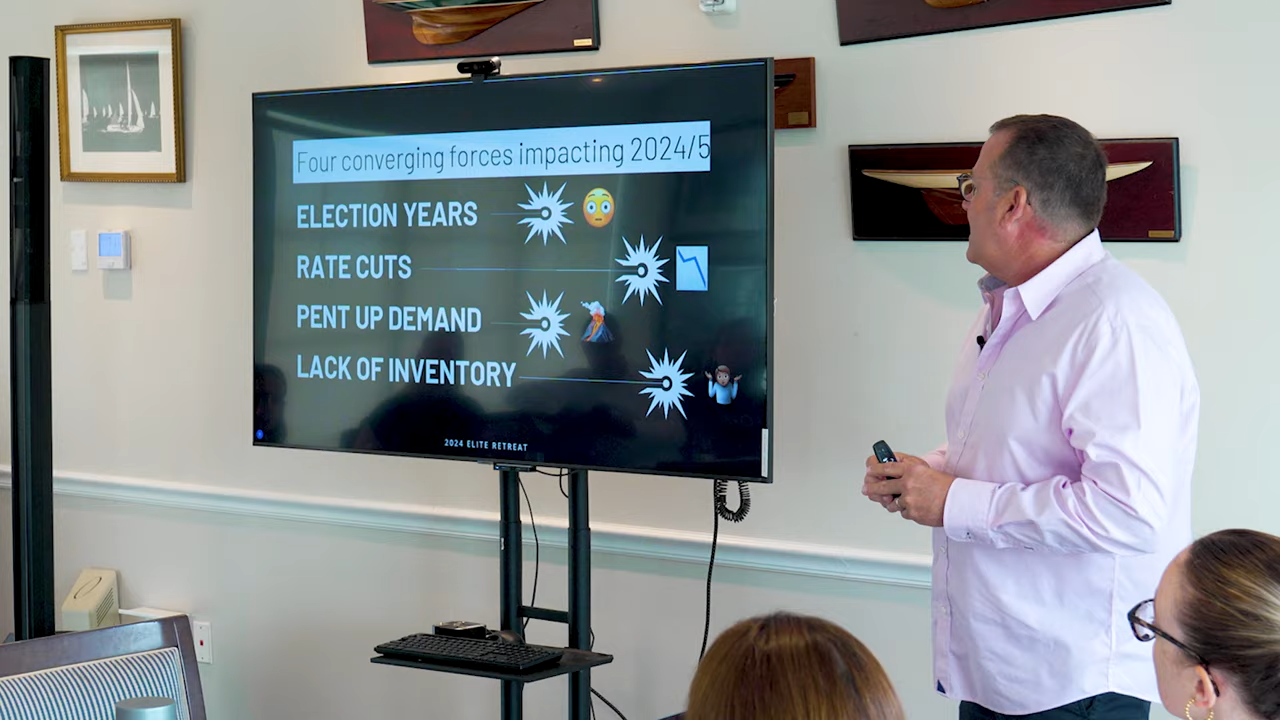 Four converging forces impacting 2024/5
ELECTION YEARS
RATE CUTS
PENT UP DEMAND
LACK OF INVENTORY
2024 ELITE RETREAT